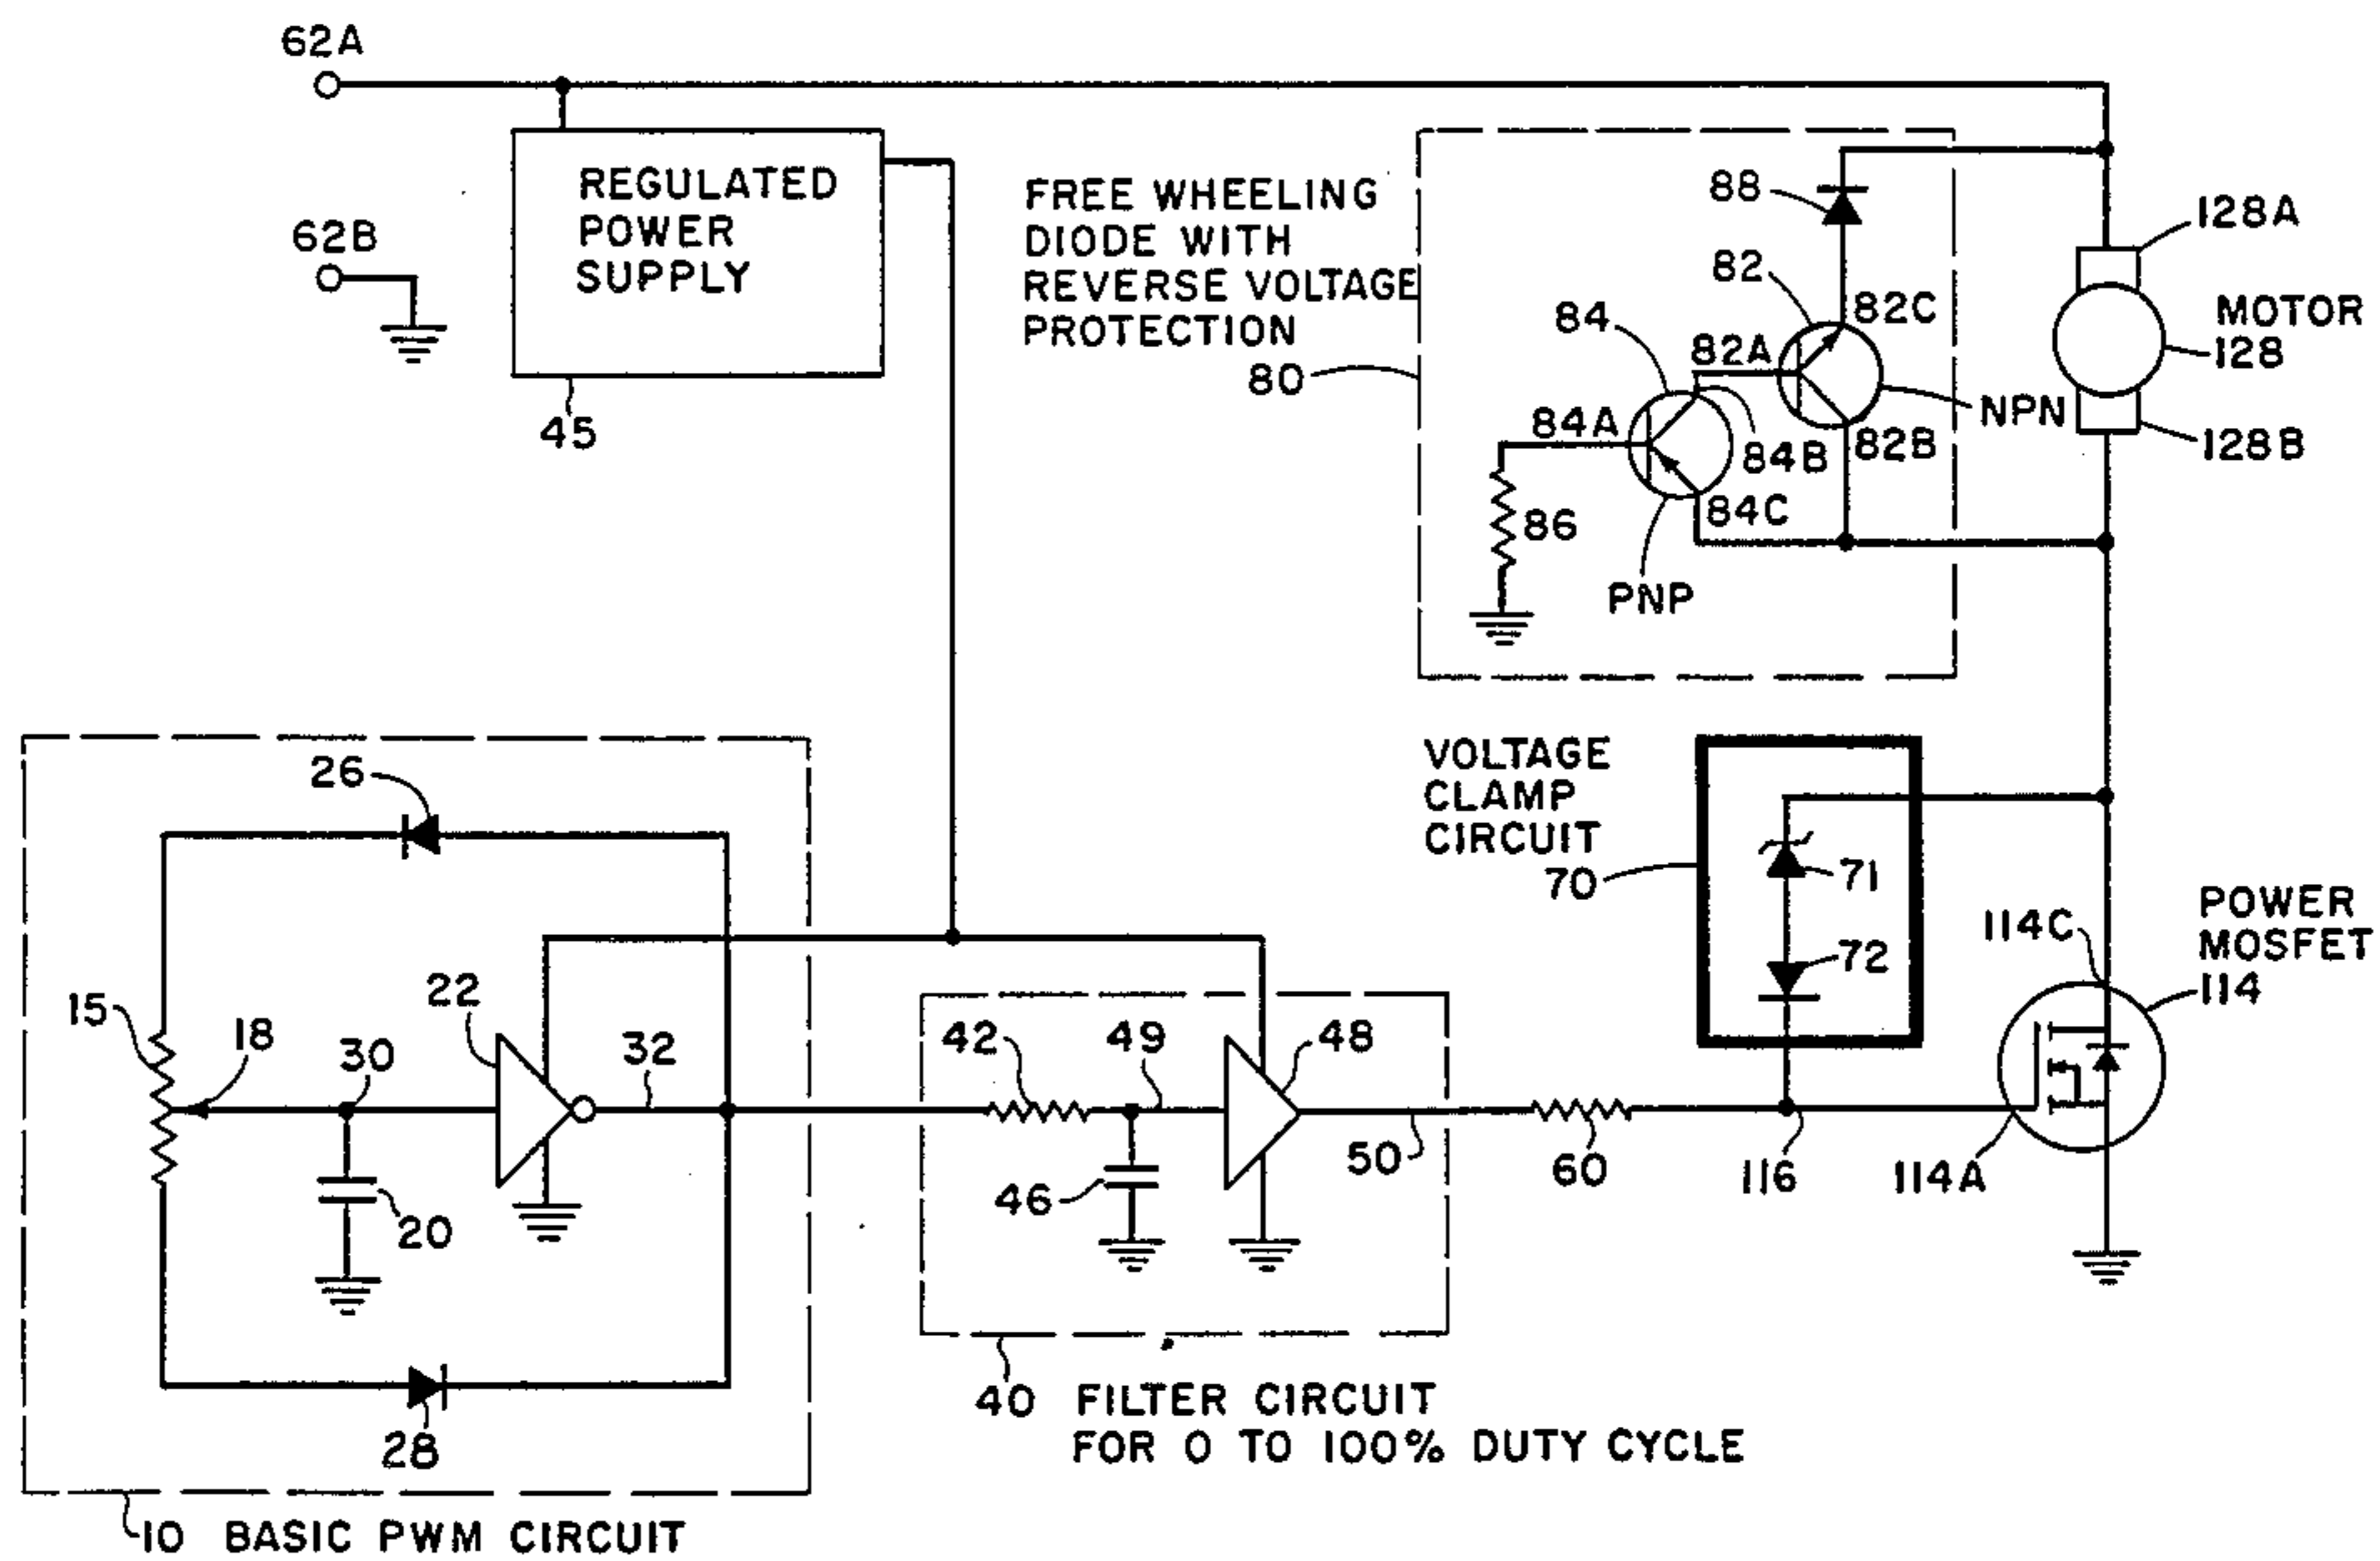 62A
62B
REGULATED
POWER
SUPPLY
45
FREE WHEELING
DIODE WITH
REVERSE VOLTAGE
PROTECTION
80
88
82
82C
84
82A
84A
84B
82B
NPN
84C
86
PNP
128A
MOTOR
128
128B
26
15
18
30
22
32
20
28
10 BASIC PWM CIRCUIT
42
49
48
46
50
40 FILTER CIRCUIT
FOR 0 TO 100% DUTY CYCLE
60
VOLTAGE
CLAMP
CIRCUIT
70
71
72
116
114C
POWER
MOSFET
114
114A